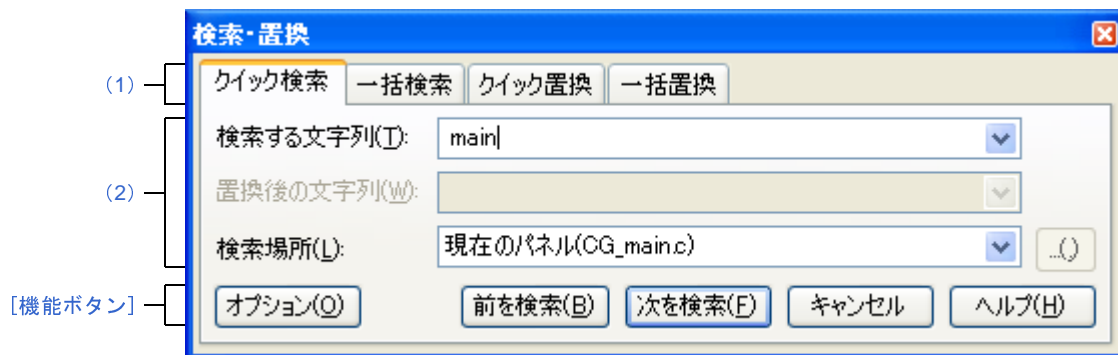 検索・置換
(1)
クイック検索 一括検索 クイック置換 一括置換
(2)
検索する文字列(T): main
置換後の文字列(W):
検索場所(L): 現在のパネル(CG_main.c) ...()
[機能ボタン]
オプション(O) 前を検索(B) 次を検索(F) キャンセル ヘルプ(H)